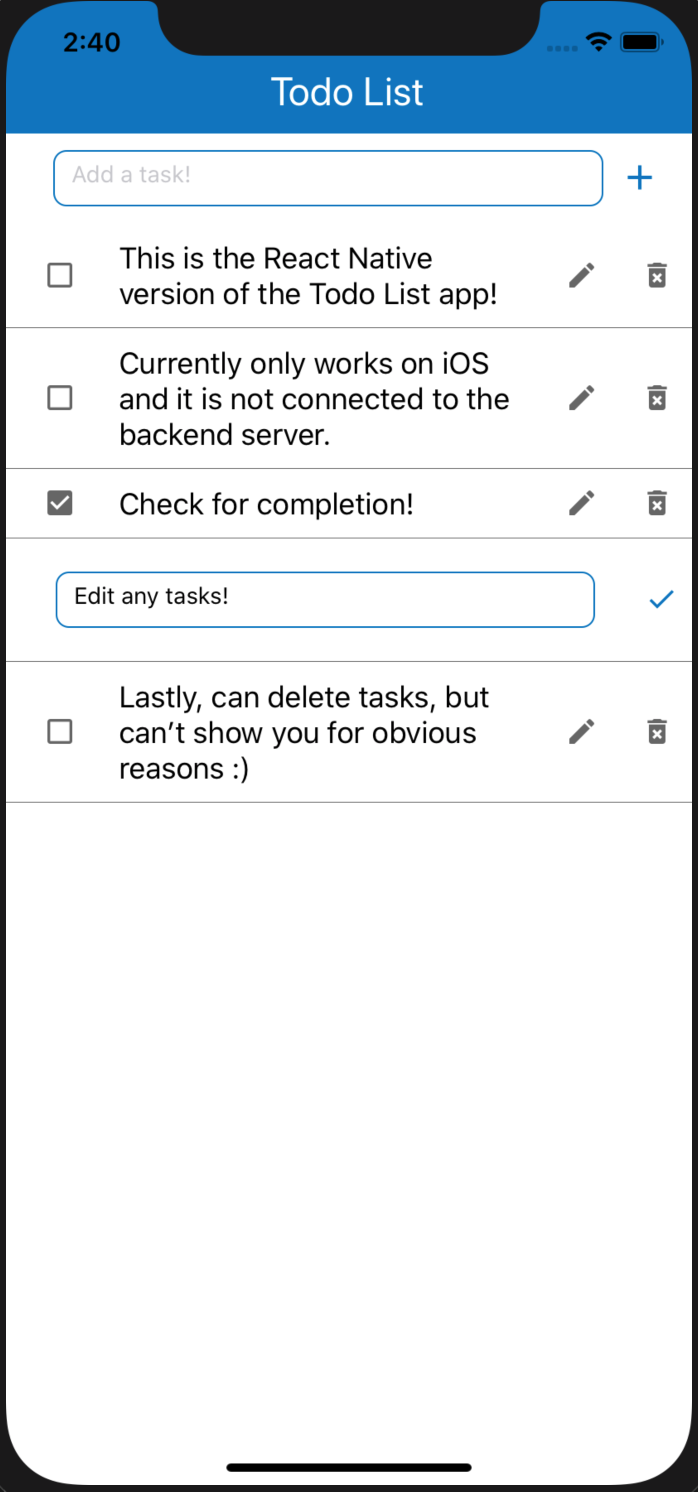 2:40
Todo List
Add a task!
This is the React Native
version of the Todo List app!
Currently only works on iOS
and it is not connected to the
backend server.
Check for completion!
Edit any tasks!
Lastly, can delete tasks, but
can’t show you for obvious
reasons :)